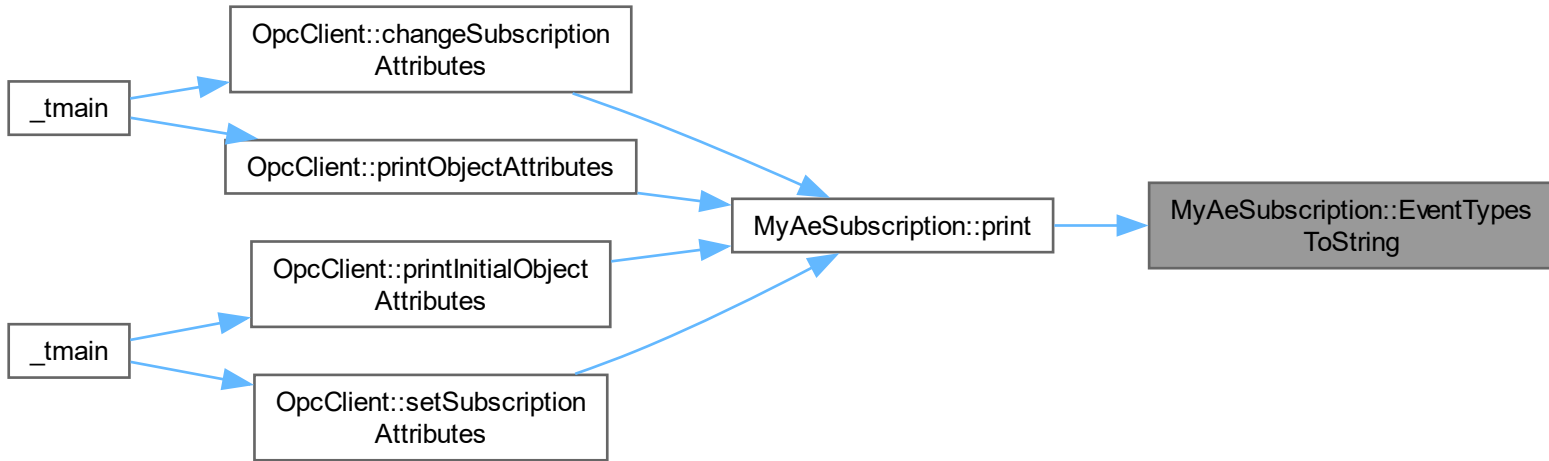 OpcClient::changeSubscription
Attributes
_tmain
OpcClient::printObjectAttributes
MyAeSubscription::print
MyAeSubscription::EventTypes
ToString
OpcClient::printInitialObject
Attributes
_tmain
OpcClient::setSubscription
Attributes